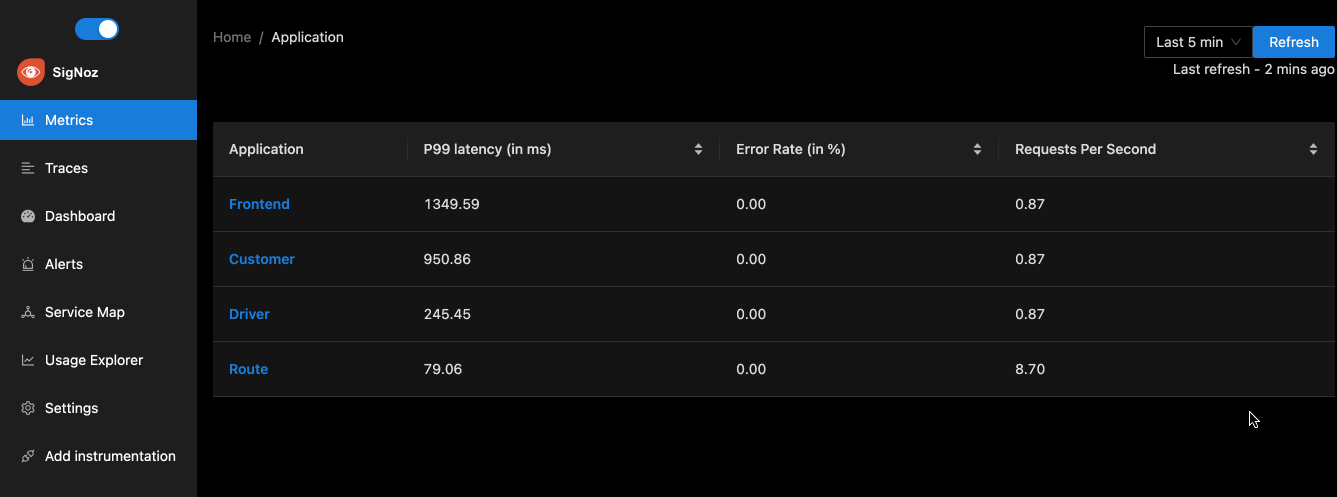 SigNoz
Metrics
Traces
Dashboard
Alerts
Service Map
Usage Explorer
Settings
Add instrumentation
Home / Application
Last 5 min Refresh
Last refresh - 2 mins ago
Application P99 latency (in ms) Error Rate (in %) Requests Per Second
Frontend 1349.59 0.00 0.87
Customer 950.86 0.00 0.87
Driver 245.45 0.00 0.87
Route 79.06 0.00 8.70